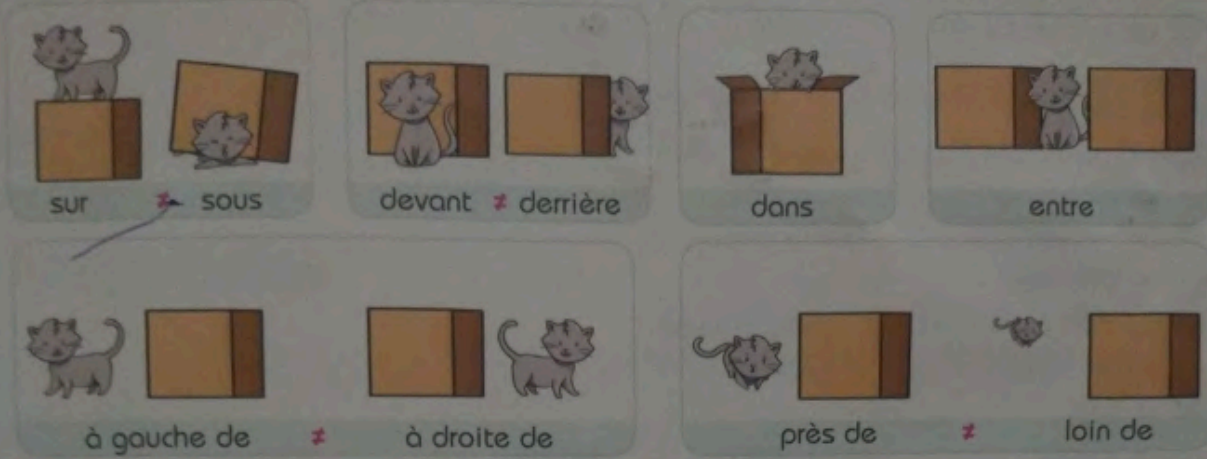 sur ≠ sous
devant ≠ derrière
dans
entre
à gauche de ≠ à droite de
près de ≠ loin de